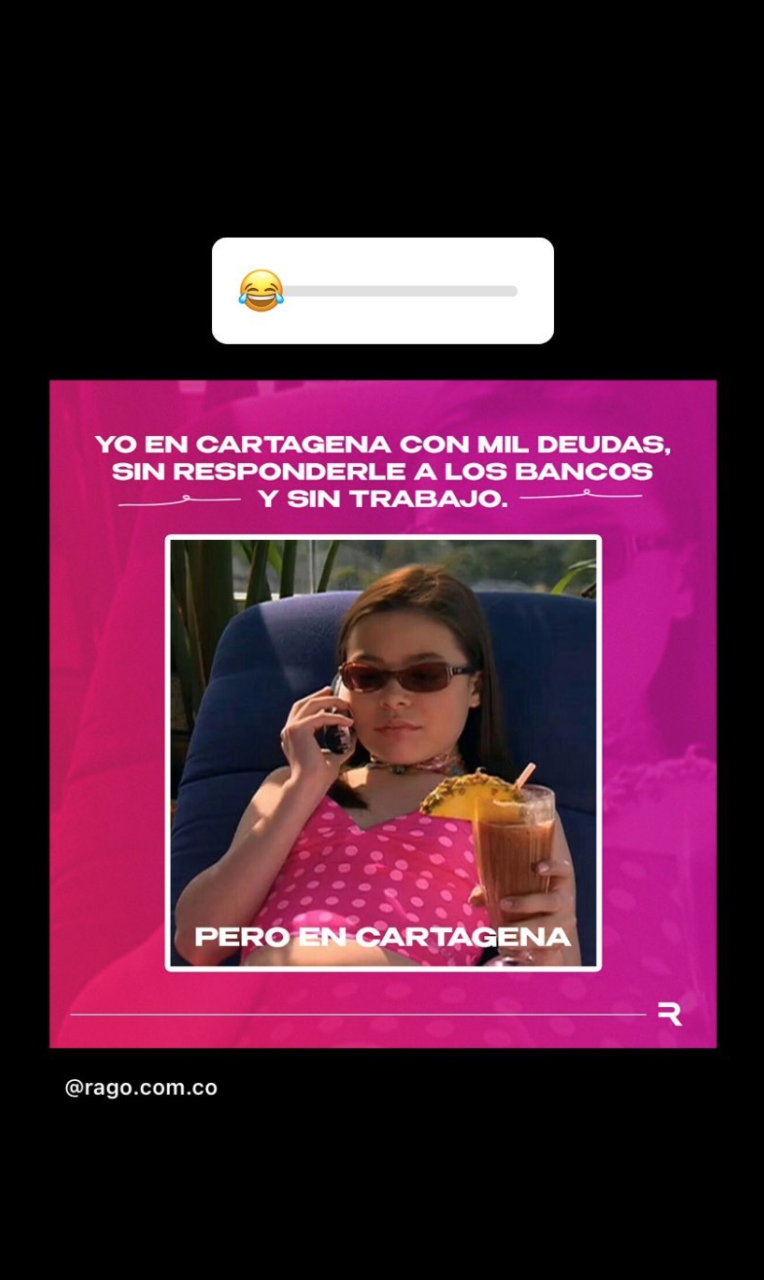 YO EN CARTAGENA CON MIL DEUDAS,
SIN RESPONDERLE A LOS BANCOS
Y SIN TRABAJO.
PERO EN CARTAGENA
R
@rago.com.co